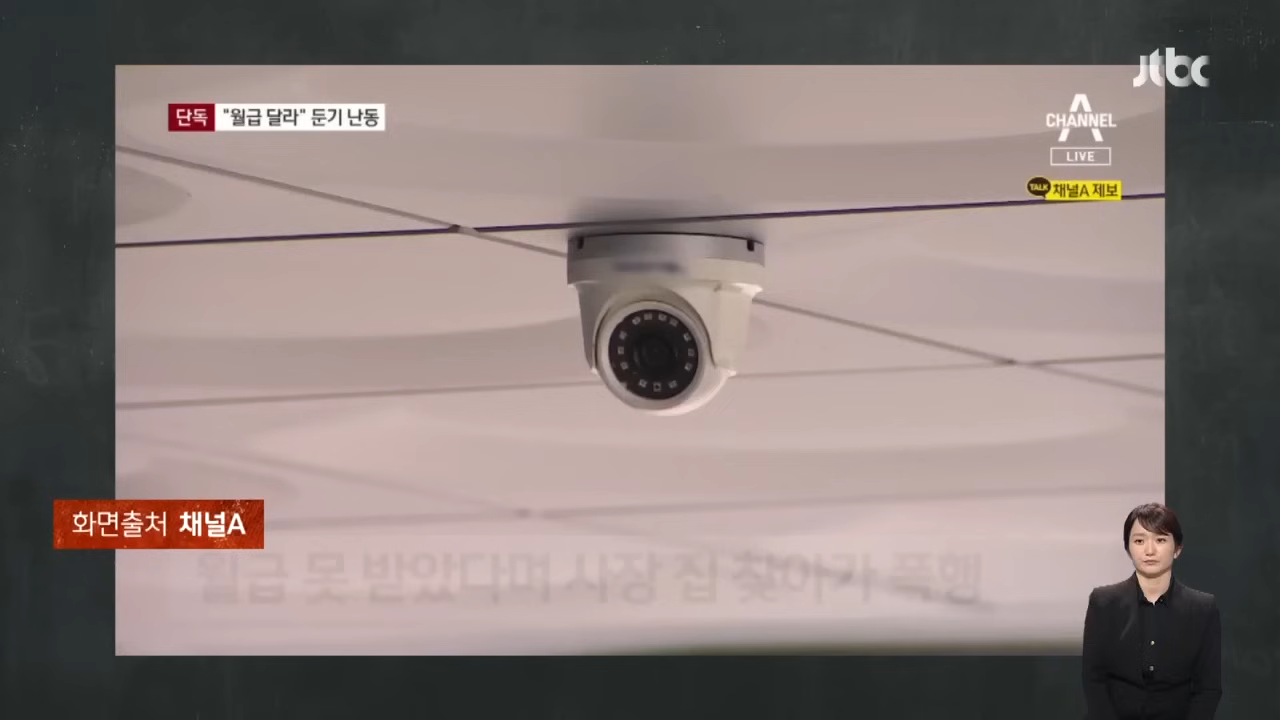 jtbc
단독 "월급 달라" 둔기 난동
CHANNEL A
LIVE
TALK 채널A 제보
화면출처 채널A
월급 못 받았다며 사장 집 찾아가 폭행